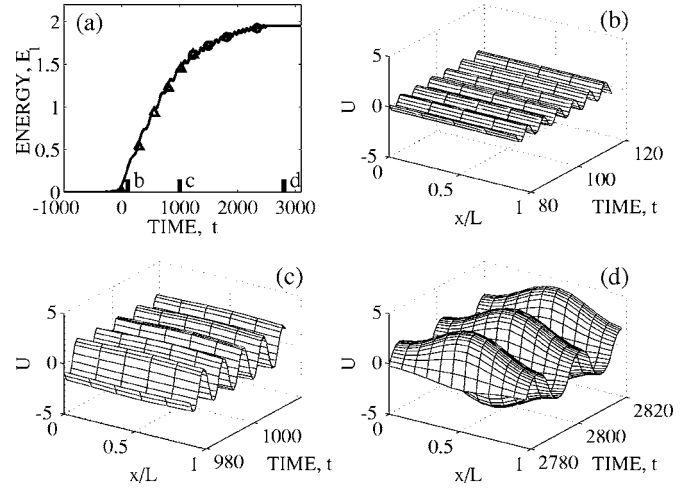 (a)
ENERGY, E₁
2
1.5
1
0.5
0
b
c
d
-1000 0 1000 2000 3000
TIME, t
(b)
U
5
0
-5
0
0.5
1
x/L
80
100
120
TIME, t
(c)
U
5
0
-5
0
0.5
1
x/L
980
1000
TIME, t
(d)
U
5
0
-5
0
0.5
1
x/L
2780
2800
2820
TIME, t